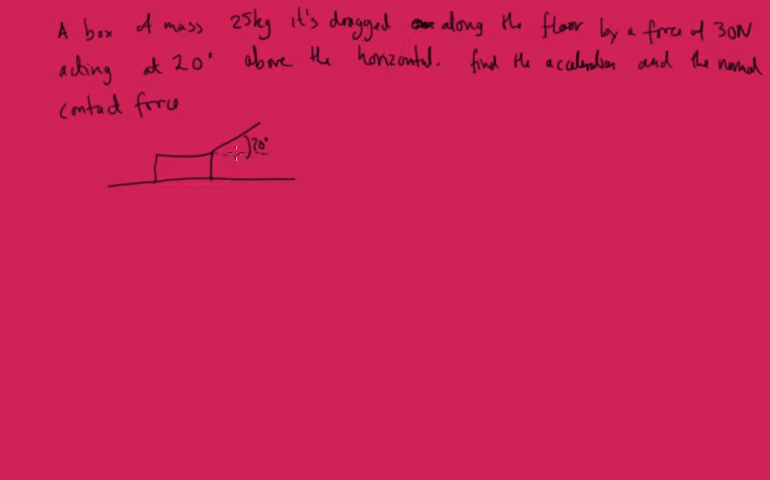 A box of mass 25kg it's dragged along the floor by a force of 30N
acting at 20° above the horizontal. find the acceleration and the normal
contact force
20°